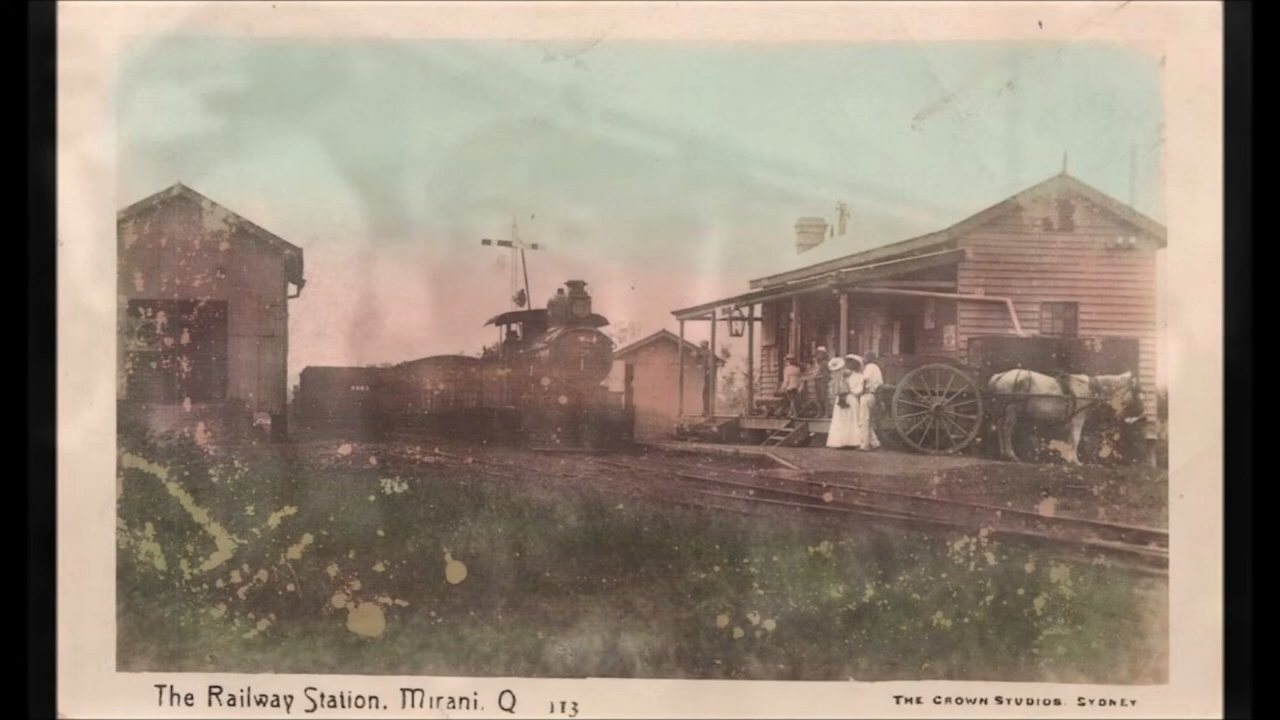 The Railway Station. Mirani. Q 113
THE CROWN STUDIOS. SYDNEY